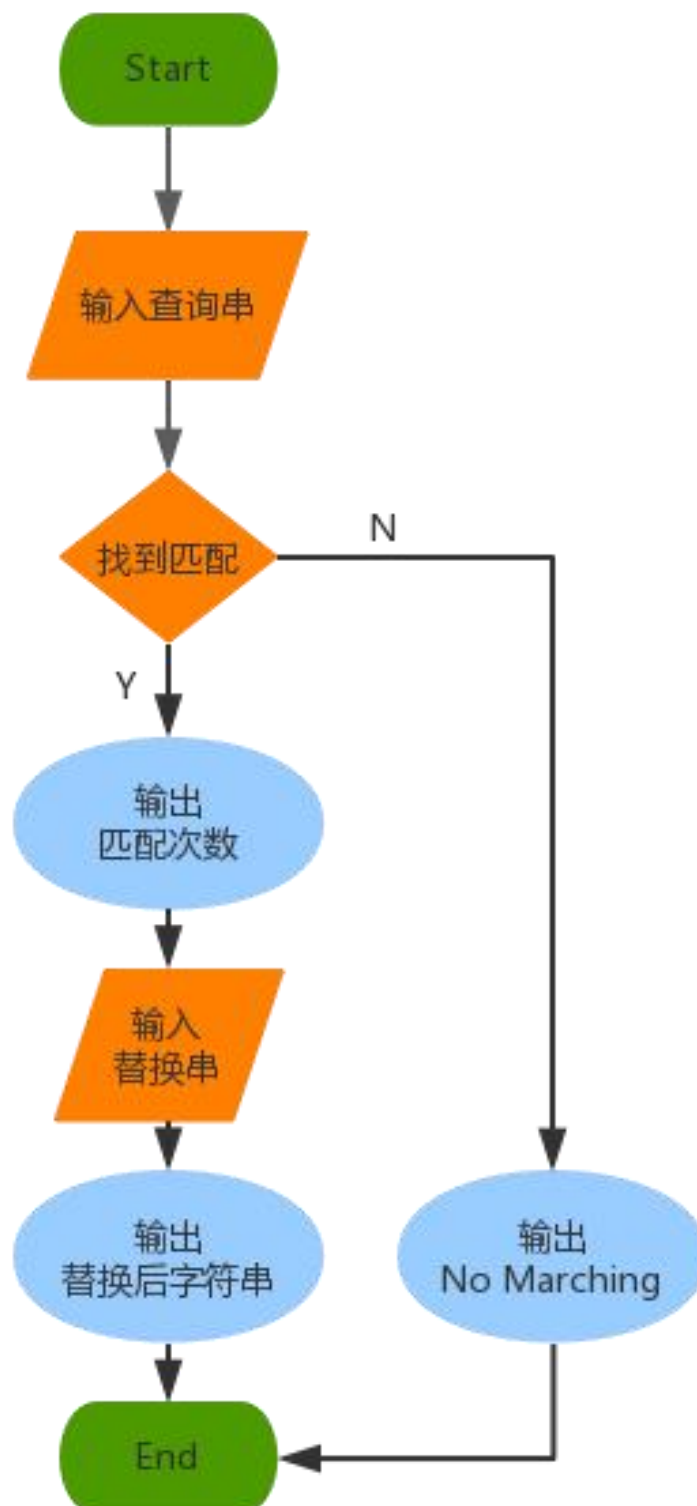 Start
输入查询串
找到匹配
N
Y
输出
匹配次数
输入
替换串
输出
替换后字符串
输出
No Marching
End